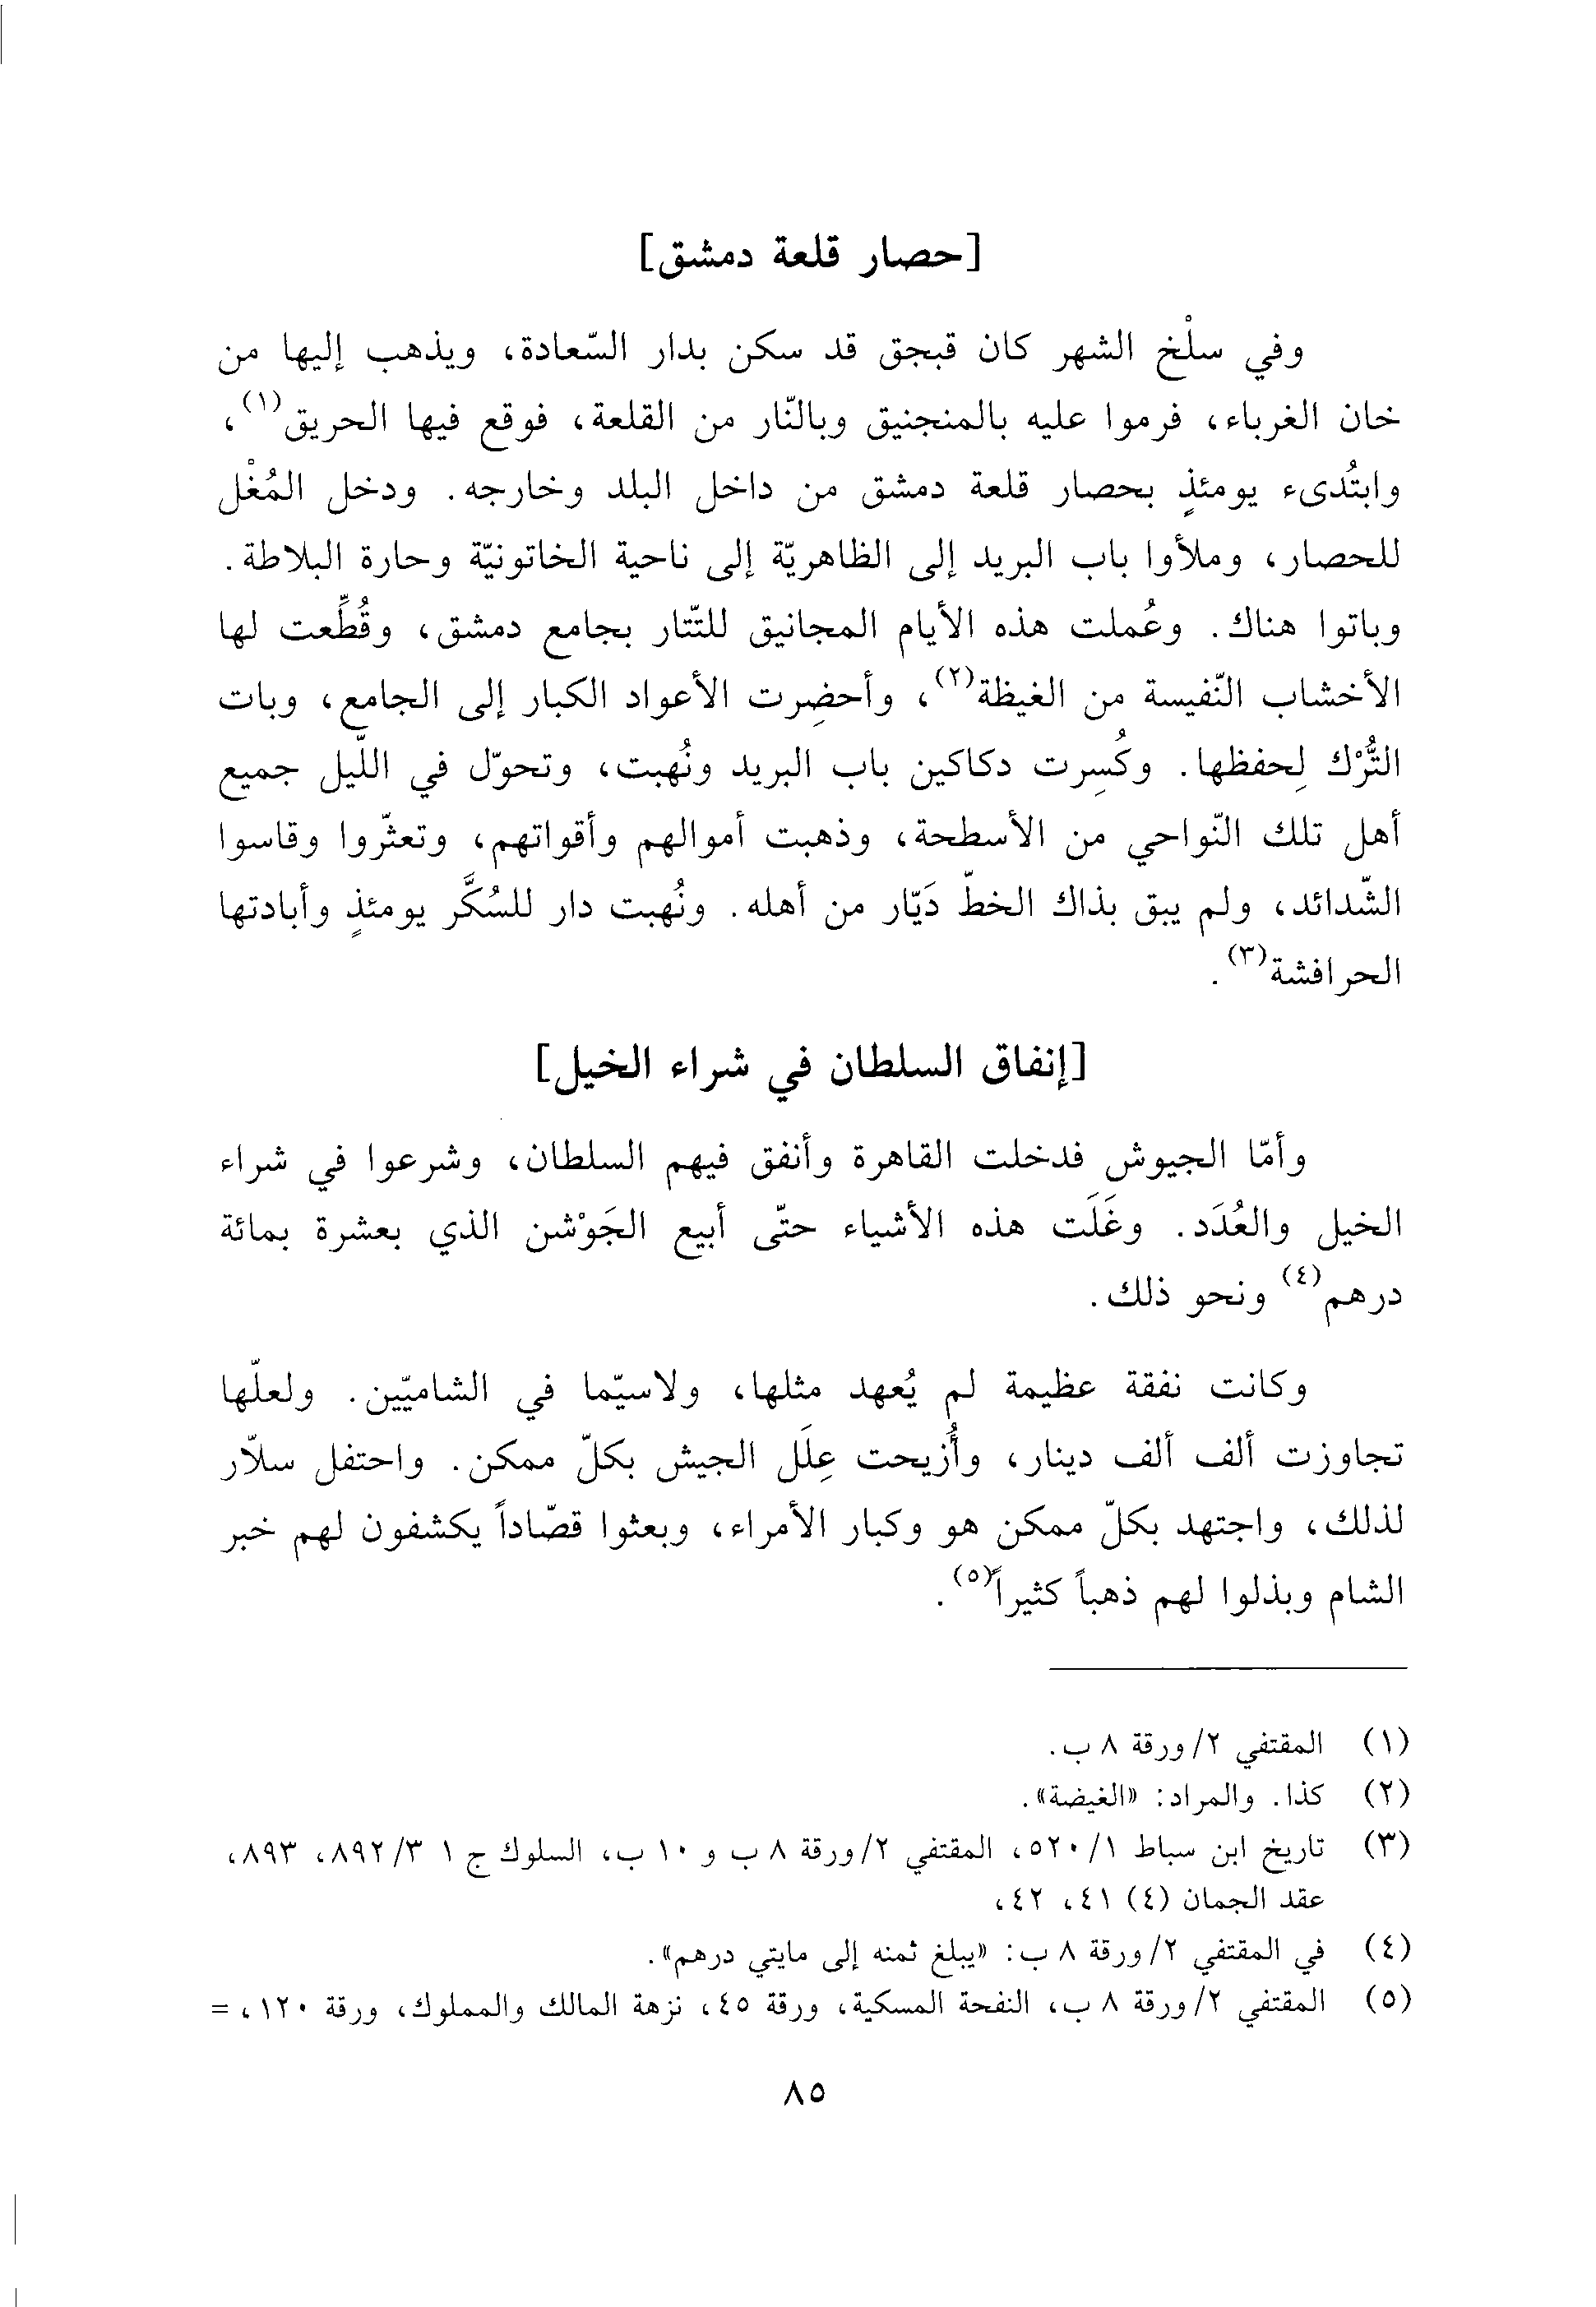 [حصار قلعة دمشق]
وفي سلْخ الشهر كان قبجق قد سكن بدار السّعادة، ويذهب إليها من
خان الغرباء، فرموا عليه بالمنجنيق وبالنّار من القلعة، فوقع فيها الحريق(١)،
وابتُدىء يومئذٍ بحصار قلعة دمشق من داخل البلد وخارجه. ودخل المُغْل
للحصار، وملأوا باب البريد إلى الظاهريّة إلى ناحية الخاتونيّة وحارة البلاطة.
وباتوا هناك. وعُملت هذه الأيام المجانيق للتّتار بجامع دمشق، وقُطِّعت لها
الأخشاب النّفيسة من الغيظة(٢)، وأحضِرت الأعواد الكبار إلى الجامع، وبات
التُّرْك لِحفظها. وكُسِرت دكاكين باب البريد ونُهبت، وتحوّل في اللّيل جميع
أهل تلك النّواحي من الأسطحة، وذهبت أموالهم وأقواتهم، وتعثّروا وقاسوا
الشّدائد، ولم يبق بذاك الخطّ دَيّار من أهله. ونُهبت دار للسُكَّر يومئذٍ وأبادتها
الحرافشة(٣).
[إنفاق السلطان في شراء الخيل]
وأمّا الجيوش فدخلت القاهرة وأنفق فيهم السلطان، وشرعوا في شراء
الخيل والعُدَد. وغَلَت هذه الأشياء حتّى أبيع الجَوْشن الذي بعشرة بمائة
درهم(٤) ونحو ذلك.
وكانت نفقة عظيمة لم يُعهد مثلها، ولاسيّما في الشاميّين. ولعلّها
تجاوزت ألف ألف دينار، وأُزيحت عِلَل الجيش بكلّ ممكن. واحتفل سلاّر
لذلك، واجتهد بكلّ ممكن هو وكبار الأمراء، وبعثوا قصّاداً يكشفون لهم خبر
الشام وبذلوا لهم ذهباً كثيراً(٥).
(١) المقتفي ٢/ورقة ٨ ب.
(٢) كذا. والمراد: «الغيضة».
(٣) تاريخ ابن سباط ١/٥٢٠، المقتفي ٢/ورقة ٨ ب و ١٠ ب، السلوك ج ١ ٣/٨٩٢، ٨٩٣،
عقد الجمان (٤) ٤١، ٤٢،
(٤) في المقتفي ٢/ورقة ٨ ب: «يبلغ ثمنه إلى مايتي درهم».
(٥) المقتفي ٢/ورقة ٨ ب، النفحة المسكية، ورقة ٤٥، نزهة المالك والمملوك، ورقة ١٢٠، =
٨٥